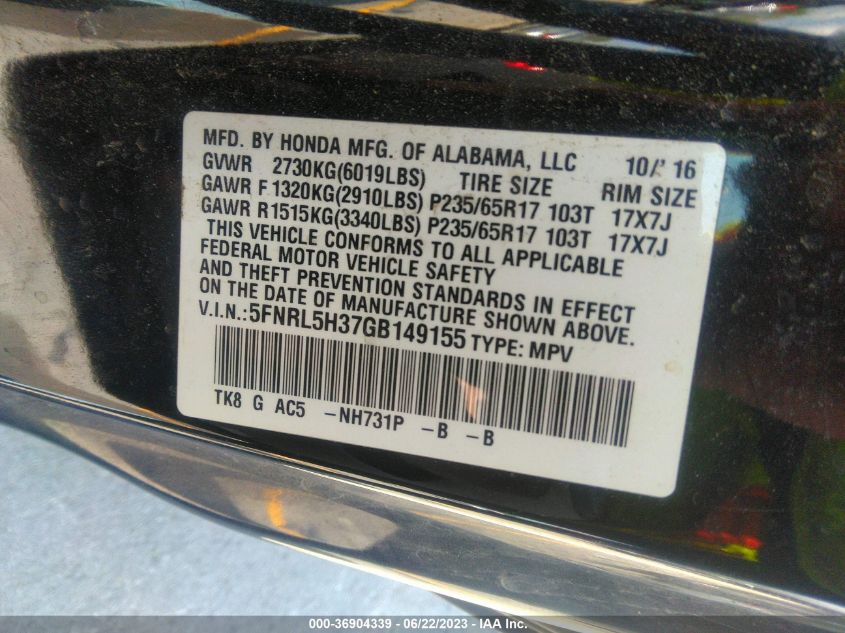 MFD. BY HONDA MFG. OF ALABAMA, LLC 10/'16
GVWR 2730KG(6019LBS) TIRE SIZE RIM SIZE
GAWR F 1320KG(2910LBS) P235/65R17 103T 17X7J
GAWR R1515KG(3340LBS) P235/65R17 103T 17X7J
THIS VEHICLE CONFORMS TO ALL APPLICABLE
FEDERAL MOTOR VEHICLE SAFETY
AND THEFT PREVENTION STANDARDS IN EFFECT
ON THE DATE OF MANUFACTURE SHOWN ABOVE.
V.I.N.:5FNRL5H37GB149155 TYPE: MPV
TK8 G AC5 -NH731P -B -B
000-36904339 - 06/22/2023 - IAA Inc.